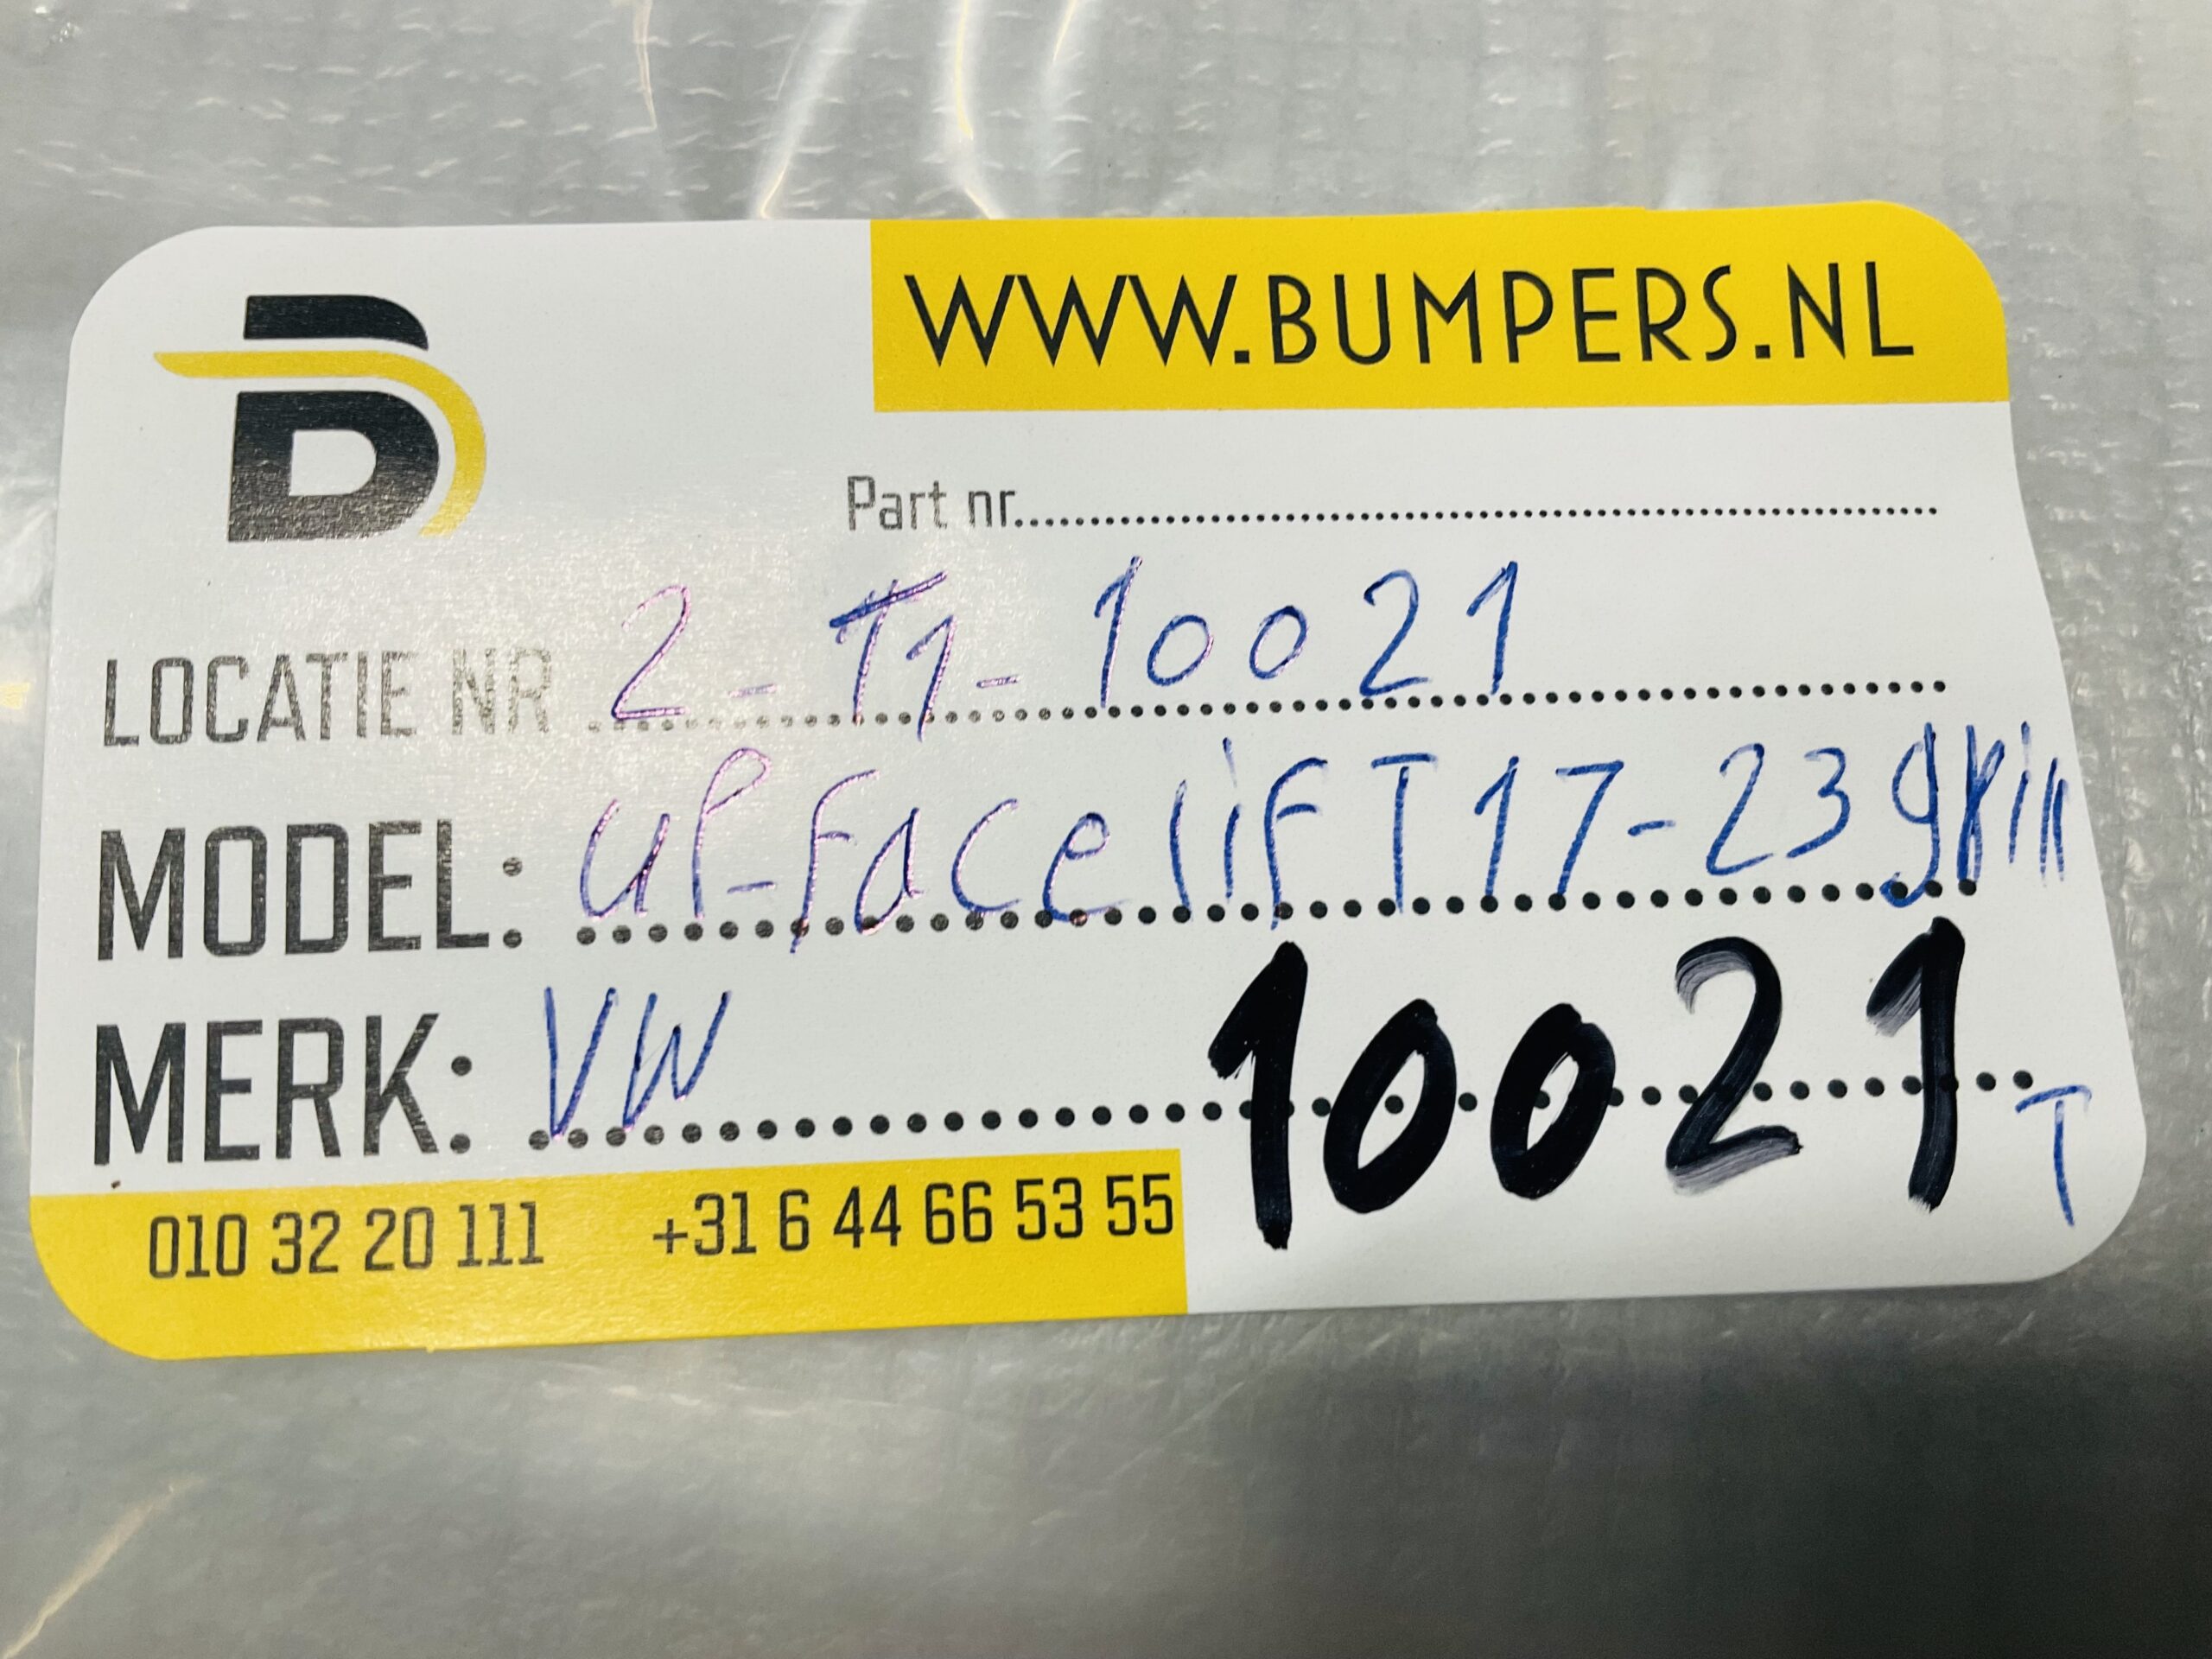 B
WWW.BUMPERS.NL
Part nr.
LOCATIE NR 2-T1-10021
MODEL: UP-FaceliFT 17-23
MERK: VW 10021 T
010 32 20 111 +31 6 44 66 53 55